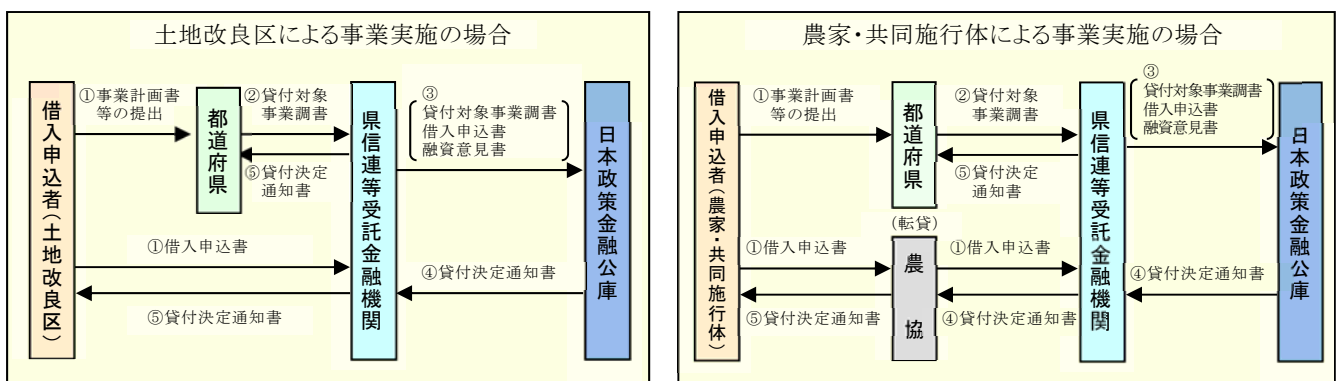 土地改良区による事業実施の場合
借入申込者(土地改良区)
①事業計画書
等の提出
都道府県
②貸付対象
事業調書
⑤貸付決定
通知書
県信連等受託金融機関
③
貸付対象事業調書
借入申込書
融資意見書
日本政策金融公庫
①借入申込書
④貸付決定通知書
⑤貸付決定通知書
農家・共同施行体による事業実施の場合
借入申込者(農家・共同施行体)
①事業計画書
等の提出
都道府県
②貸付対象
事業調書
⑤貸付決定
通知書
県信連等受託金融機関
③
貸付対象事業調書
借入申込書
融資意見書
日本政策金融公庫
(転貸)
農協
①借入申込書
①借入申込書
④貸付決定通知書
⑤貸付決定通知書
④貸付決定通知書